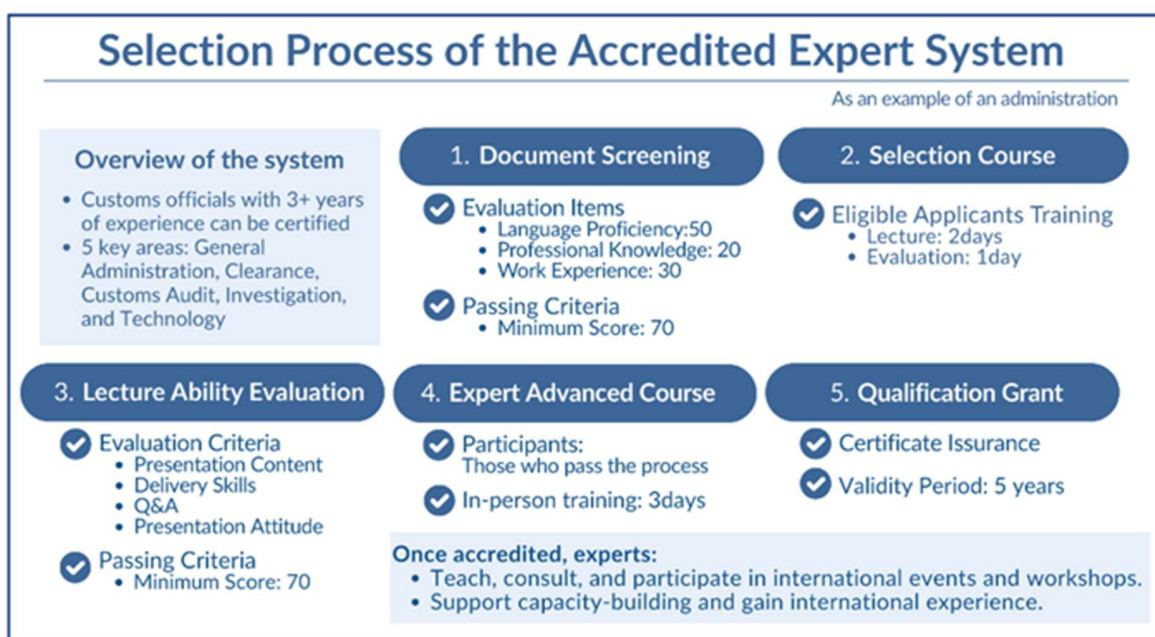 Selection Process of the Accredited Expert System
As an example of an administration
Overview of the system
• Customs officials with 3+ years
of experience can be certified
• 5 key areas: General
Administration, Clearance,
Customs Audit, Investigation,
and Technology
1. Document Screening
Evaluation Items
• Language Proficiency:50
• Professional Knowledge: 20
• Work Experience: 30
Passing Criteria
• Minimum Score: 70
2. Selection Course
Eligible Applicants Training
• Lecture: 2days
• Evaluation: 1day
3. Lecture Ability Evaluation
Evaluation Criteria
• Presentation Content
• Delivery Skills
• Q&A
• Presentation Attitude
Passing Criteria
• Minimum Score: 70
4. Expert Advanced Course
Participants:
Those who pass the process
In-person training: 3days
5. Qualification Grant
Certificate Issurance
Validity Period: 5 years
Once accredited, experts:
• Teach, consult, and participate in international events and workshops.
• Support capacity-building and gain international experience.